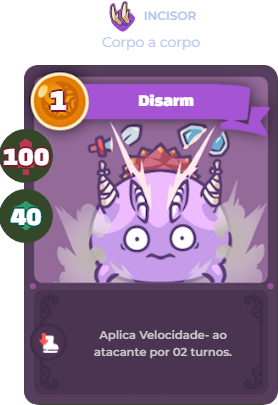 INCISOR
Corpo a corpo
1
Disarm
100
40
Aplica Velocidade- ao
atacante por 02 turnos.